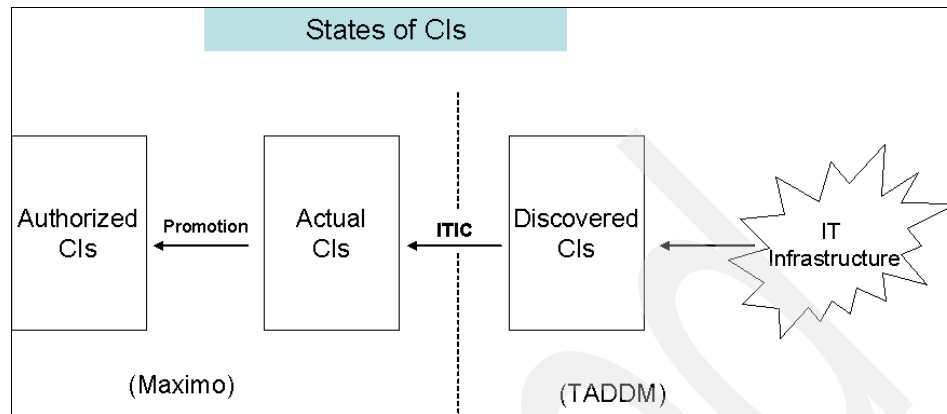 States of CIs
Authorized
CIs
Promotion
Actual
CIs
ITIC
Discovered
CIs
IT
Infrastructure
(Maximo)
(TADDM)